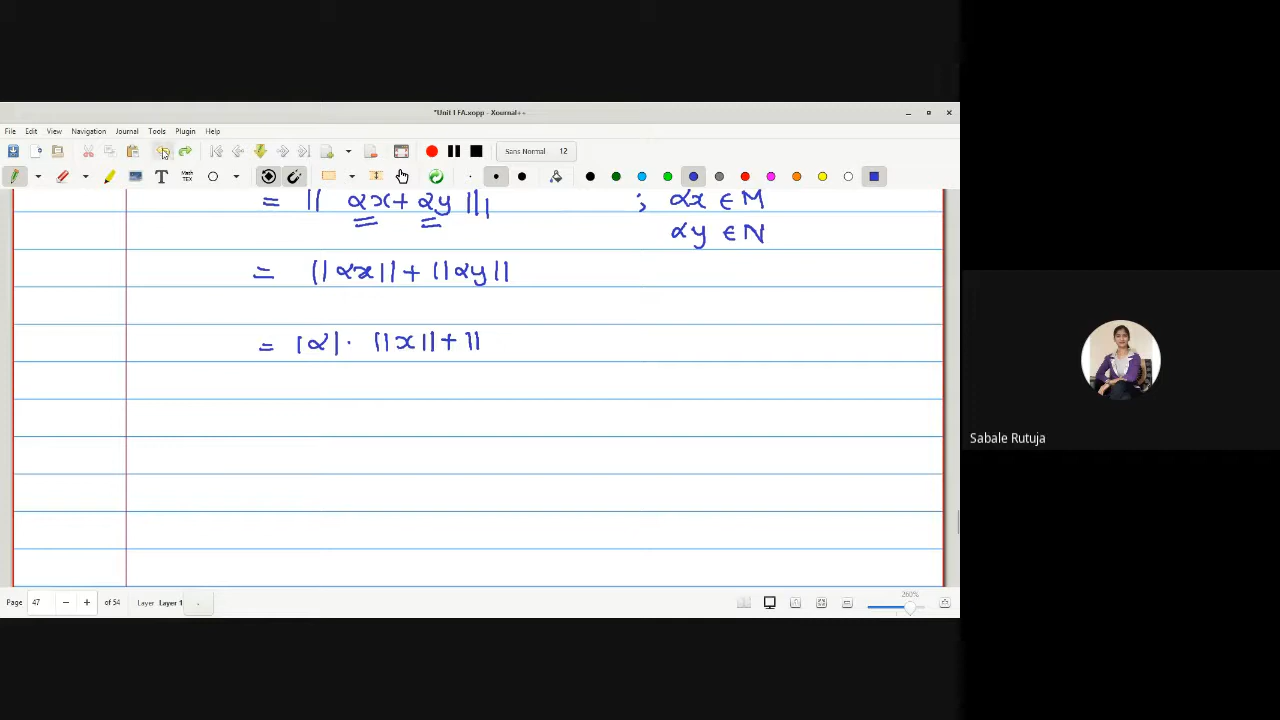 *Unit I FA.xopp - Xournal++
File Edit View Navigation Journal Tools Plugin Help
Sans Normal 12
= || αx + αy ||₁ ; αx ∈ M
αy ∈ N
= ||αx|| + ||αy||
= |α| · ||x|| + ||
Sabale Rutuja
Page 47 of 54 Layer Layer 1
260%